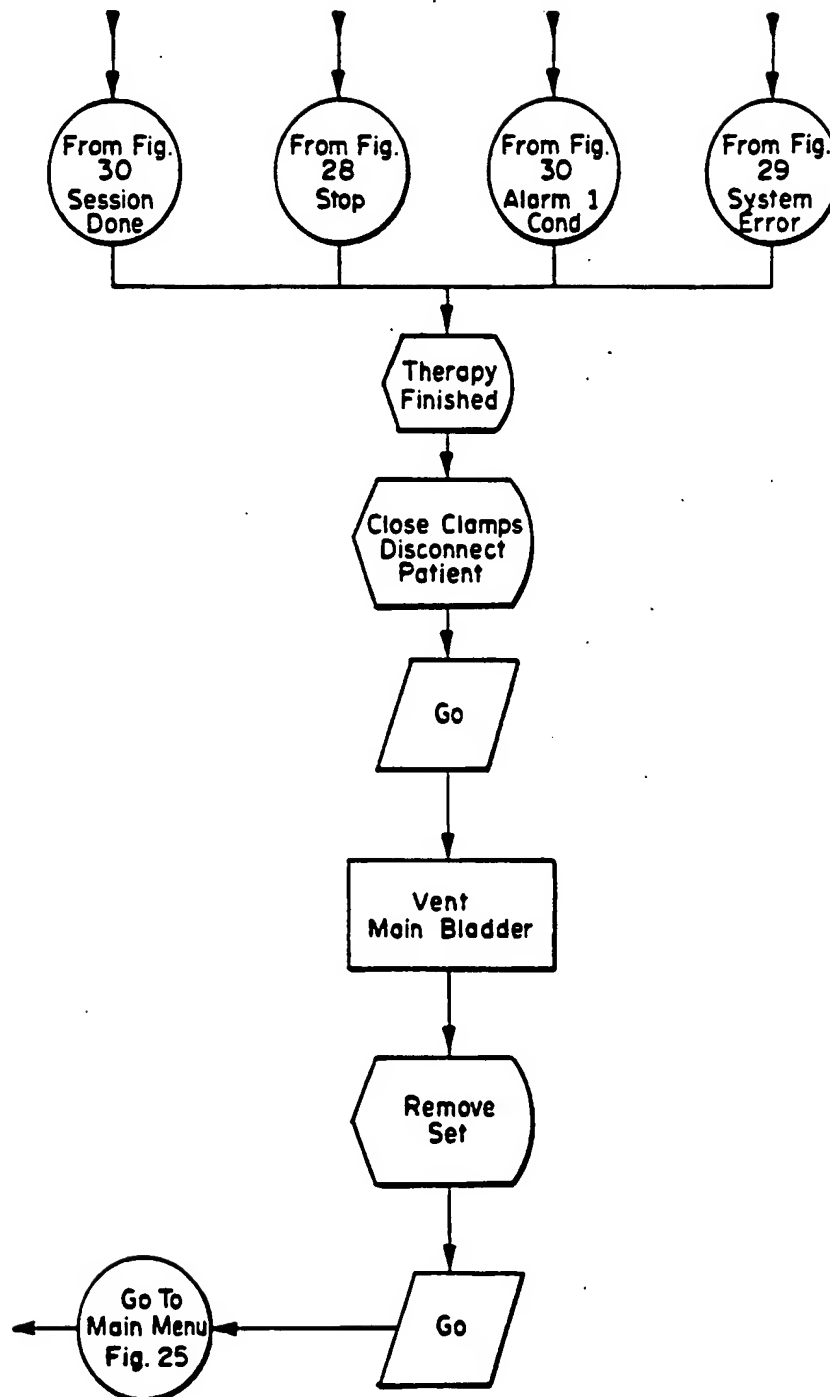 From Fig.
30
Session
Done
From Fig.
28
Stop
From Fig.
30
Alarm 1
Cond
From Fig.
29
System
Error
Therapy
Finished
Close Clamps
Disconnect
Patient
Go
Vent
Main Bladder
Remove
Set
Go
Go To
Main Menu
Fig. 25